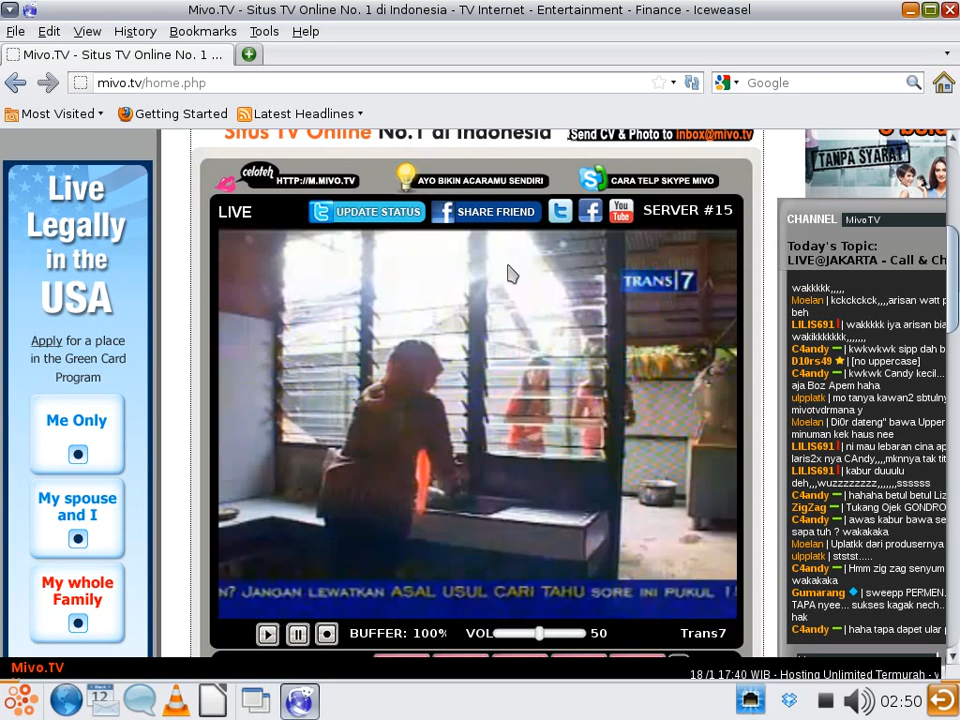 Mivo.TV - Situs TV Online No. 1 di Indonesia - TV Internet - Entertainment - Finance - Iceweasel
File Edit View History Bookmarks Tools Help
Mivo.TV - Situs TV Online No. 1 ...
mivo.tv/home.php
Google
Most Visited Getting Started Latest Headlines
Situs TV Online No.1 di Indonesia
Send CV & Photo to inbox@mivo.tv
TANPA SYARAT
celoteh HTTP://M.MIVO.TV
AYO BIKIN ACARAMU SENDIRI
CARA TELP SKYPE MIVO
LIVE UPDATE STATUS SHARE FRIEND You Tube SERVER #15
TRANS|7
N? JANGAN LEWATKAN ASAL USUL CARI TAHU SORE INI PUKUL
BUFFER: 100% VOL 50 Trans7
Live
Legally
in the
USA
Apply for a place
in the Green Card
Program
Me Only
My spouse
and I
My whole
Family
CHANNEL MivoTV
Today's Topic:
LIVE@JAKARTA - Call & Ch
wakkkkk,,,,,
Moelan | kckckckck,,,,arisan watt p
beh
LILIS691 | wakkkkk iya arisan bia
wakikkkkkkk,,,,,,,
C4andy | kwkwkwk sipp dah b
D10rs49 | [no uppercase]
C4andy | kwkwk Candy kecil...
aja Boz Apem haha
ulpplatk | mo tanya kawan2 sbtulny
mivotvdrmana y
Moelan | Di0r dateng" bawa Upper
minuman kek haus nee
LILIS691 | ni mau lebaran cina ap
laris2x nya CAndy,,,,mknnya tak tit
LILIS691 | kabur duuulu
deh,,,wuzzzzzzzz,,,,,,,ssssss
C4andy | hahaha betul betul Liz
ZigZag | Tukang Ojek GONDRO
C4andy | awas kabur bawa se
sapa tuh ? wakakaka
Moelan | Uplatkk dari produsernya
ulpplatk | ststst.....
C4andy | Hmm zig zag senyum
wakakaka
Gumarang | sweepp PERMEN.
TAPA nyee... sukses kagak nech..
hak
C4andy | haha tapa dapet ular
Mivo.TV
18 /1 17:40 WIB - Hosting Unlimited Termurah -
12
02:50